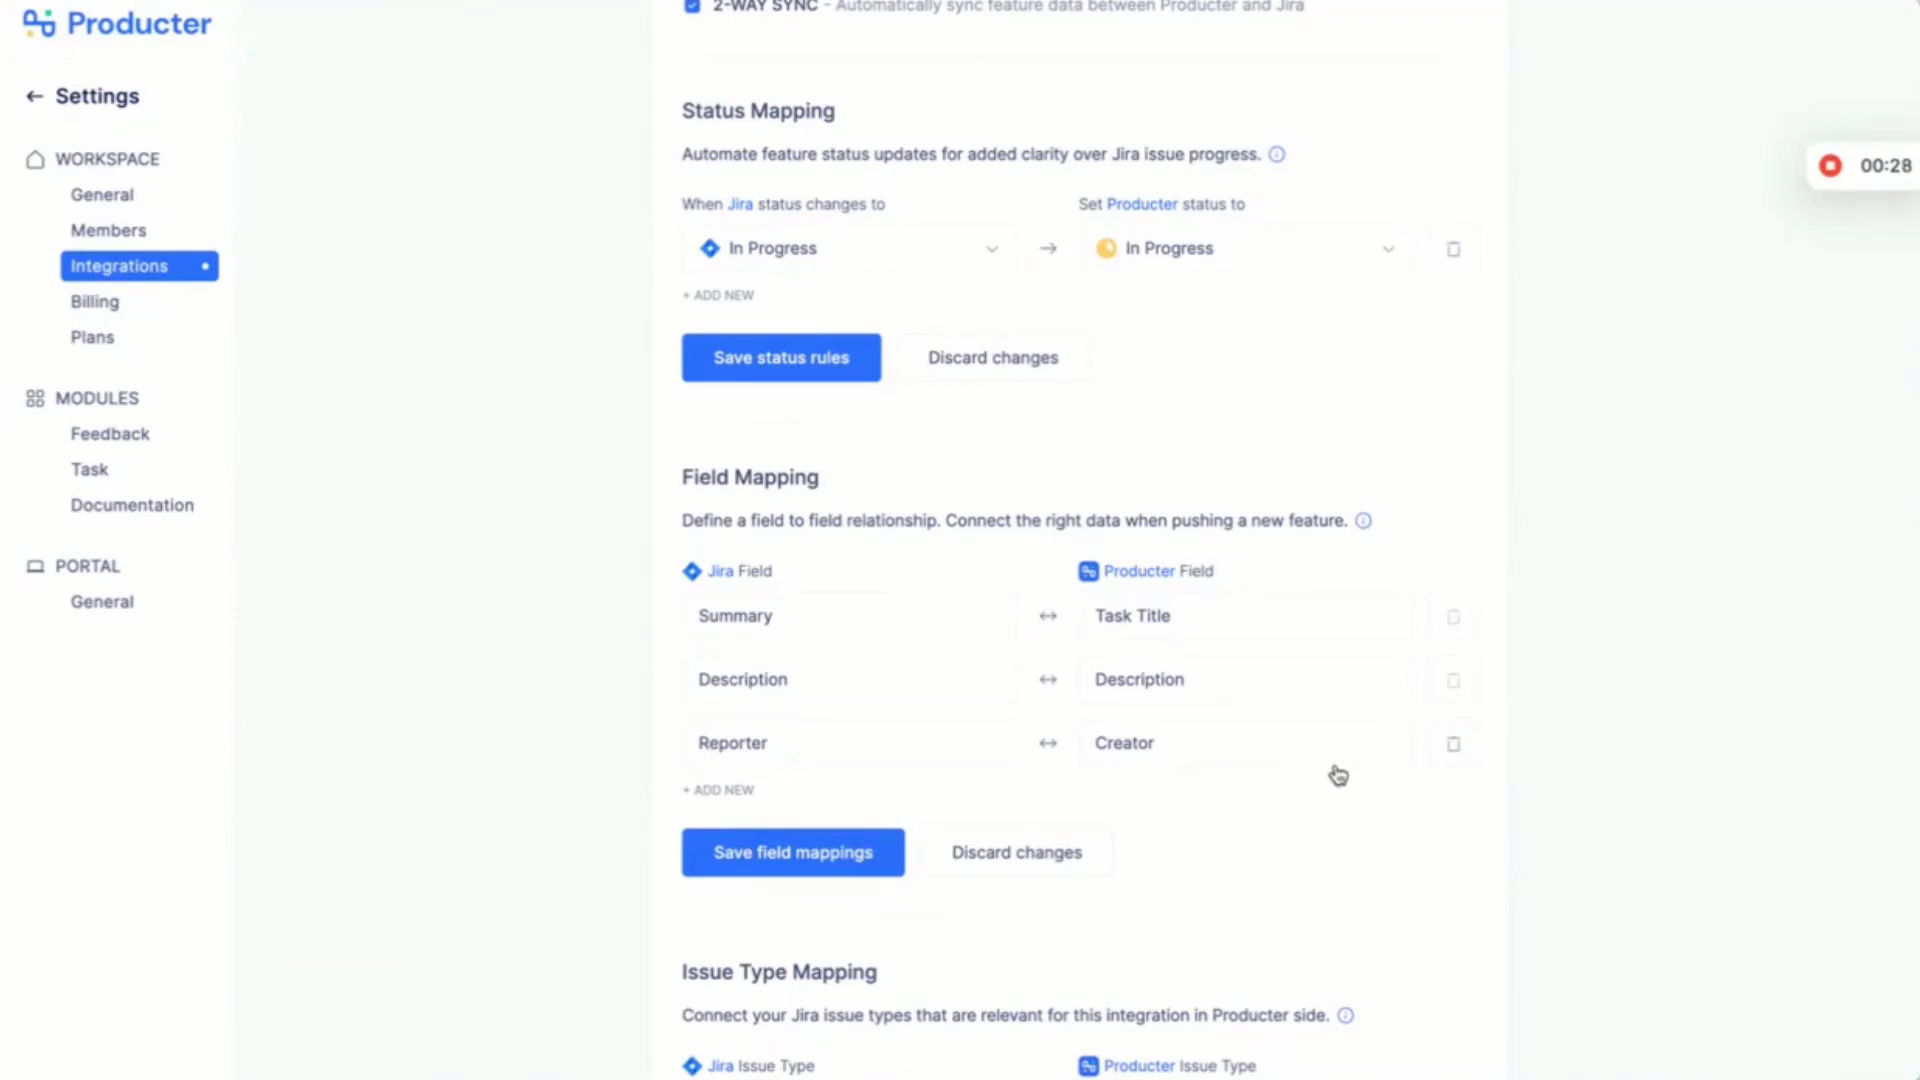 Producter
Settings
WORKSPACE
General
Members
Integrations
Billing
Plans
MODULES
Feedback
Task
Documentation
PORTAL
General
2-WAY SYNC - Automatically sync feature data between Producter and Jira
Status Mapping
Automate feature status updates for added clarity over Jira issue progress.
When Jira status changes to
Set Producter status to
In Progress
In Progress
+ ADD NEW
Save status rules
Discard changes
Field Mapping
Define a field to field relationship. Connect the right data when pushing a new feature.
Jira Field
Producter Field
Summary
Task Title
Description
Description
Reporter
Creator
+ ADD NEW
Save field mappings
Discard changes
Issue Type Mapping
Connect your Jira issue types that are relevant for this integration in Producter side.
Jira Issue Type
Producter Issue Type
00:28